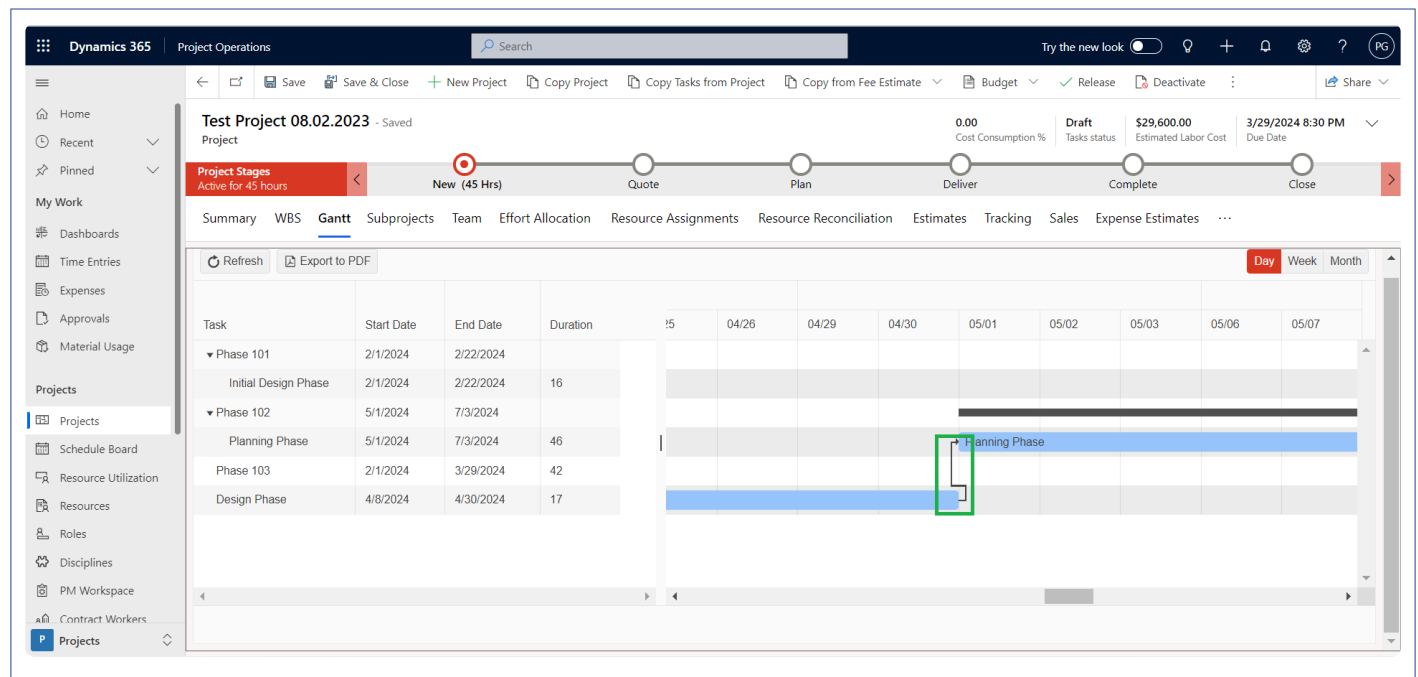 Dynamics 365 Project Operations Search Try the new look PG
Save Save & Close New Project Copy Project Copy Tasks from Project Copy from Fee Estimate Budget Release Deactivate Share
Home
Recent
Pinned
My Work
Dashboards
Time Entries
Expenses
Approvals
Material Usage
Projects
Projects
Schedule Board
Resource Utilization
Resources
Roles
Disciplines
PM Workspace
Contract Workers
P Projects
Test Project 08.02.2023 - Saved
Project
0.00 Draft $29,600.00 3/29/2024 8:30 PM
Cost Consumption % Tasks status Estimated Labor Cost Due Date
Project Stages
Active for 45 hours
New (45 Hrs) Quote Plan Deliver Complete Close
Summary WBS Gantt Subprojects Team Effort Allocation Resource Assignments Resource Reconciliation Estimates Tracking Sales Expense Estimates ...
Refresh Export to PDF Day Week Month
Task Start Date End Date Duration 25 04/26 04/29 04/30 05/01 05/02 05/03 05/06 05/07
Phase 101 2/1/2024 2/22/2024
Initial Design Phase 2/1/2024 2/22/2024 16
Phase 102 5/1/2024 7/3/2024
Planning Phase 5/1/2024 7/3/2024 46 Planning Phase
Phase 103 2/1/2024 3/29/2024 42
Design Phase 4/8/2024 4/30/2024 17